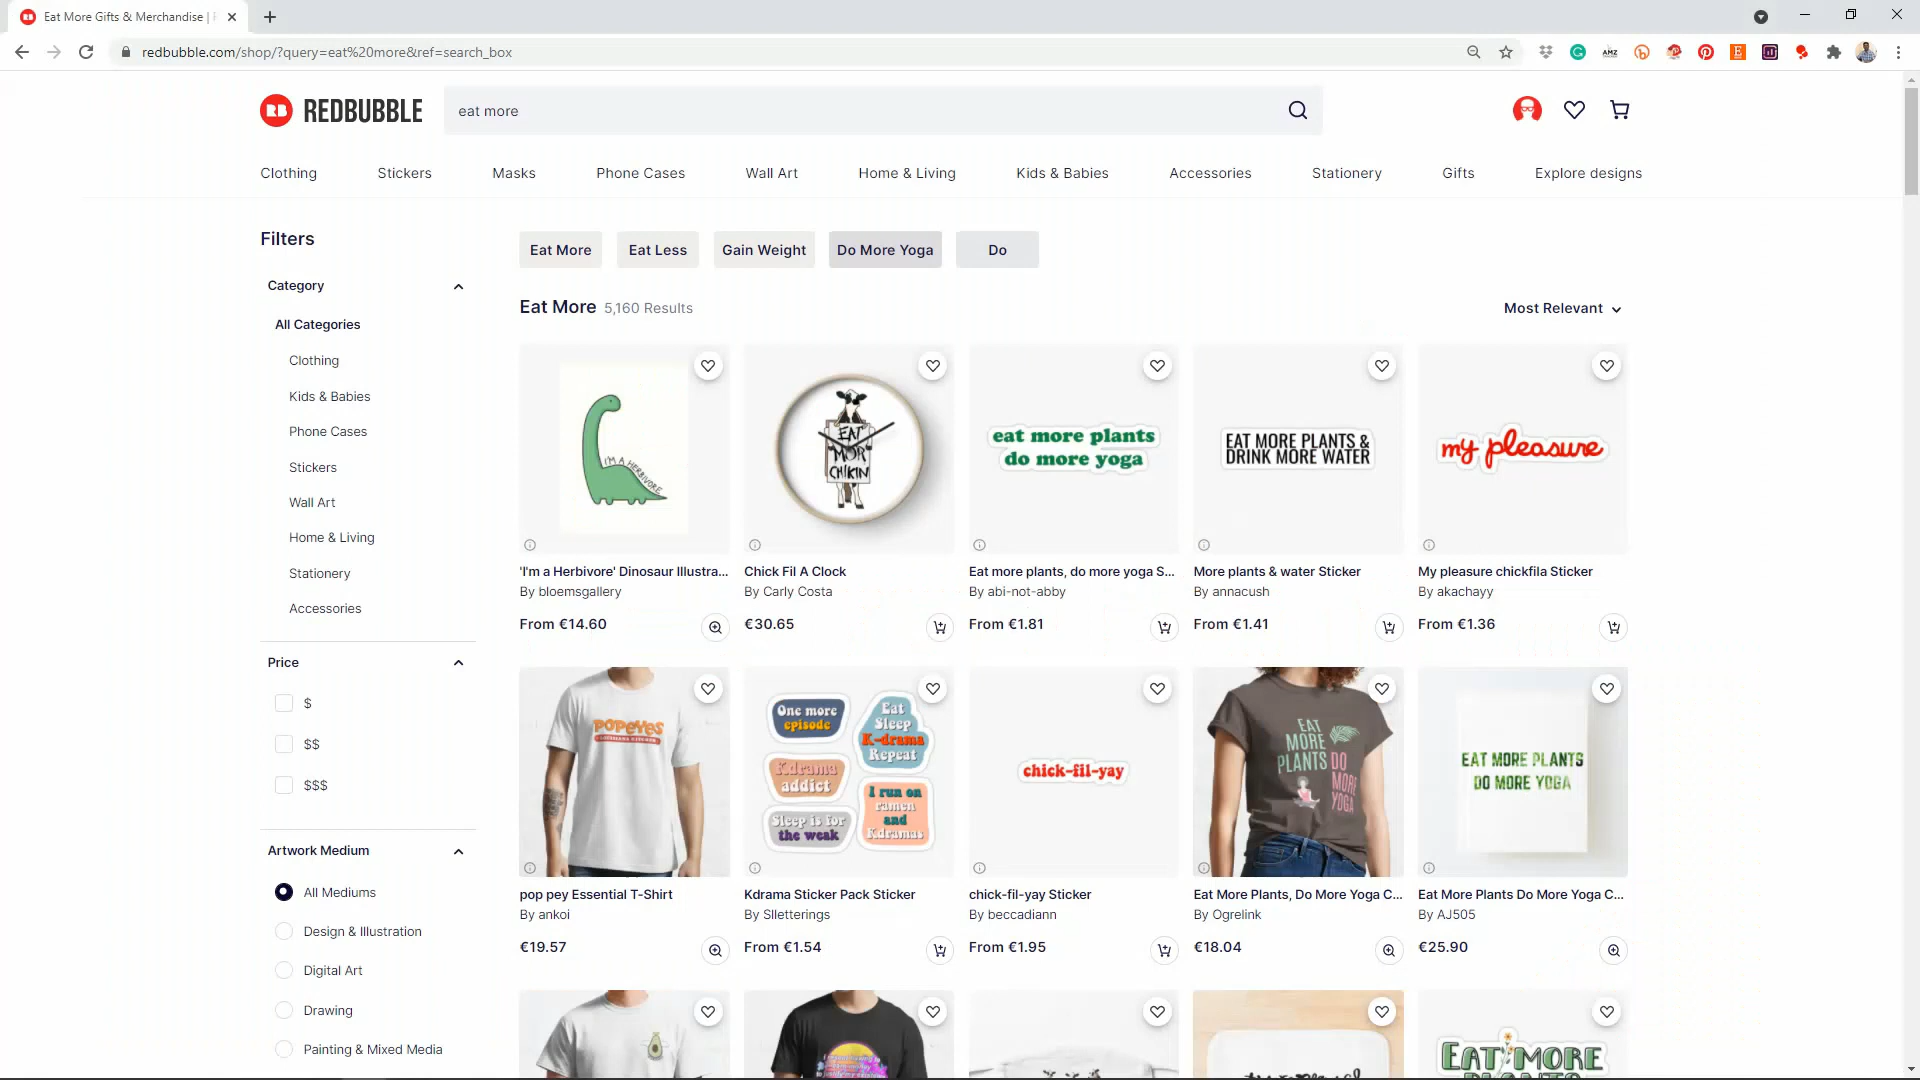 Eat More Gifts & Merchandise |
redbubble.com/shop/?query=eat%20more&ref=search_box
AMZ
RB REDBUBBLE
eat more
Clothing
Stickers
Masks
Phone Cases
Wall Art
Home & Living
Kids & Babies
Accessories
Stationery
Gifts
Explore designs
Filters
Category
All Categories
Clothing
Kids & Babies
Phone Cases
Stickers
Wall Art
Home & Living
Stationery
Accessories
Price
$
$$
$$$
Artwork Medium
All Mediums
Design & Illustration
Digital Art
Drawing
Painting & Mixed Media
Eat More
Eat Less
Gain Weight
Do More Yoga
Do
Eat More 5,160 Results
Most Relevant
I'M A HERBIVORE
EAT
MOR
CHIKIN
eat more plants
do more yoga
EAT MORE PLANTS &
DRINK MORE WATER
my pleasure
'I'm a Herbivore' Dinosaur Illustra...
By bloemsgallery
From €14.60
Chick Fil A Clock
By Carly Costa
€30.65
Eat more plants, do more yoga S...
By abi-not-abby
From €1.81
More plants & water Sticker
By annacush
From €1.41
My pleasure chickfila Sticker
By akachayy
From €1.36
POPEYES
LOUISIANA KITCHEN
One more
episode
Eat
Sleep
K-drama
Repeat
Kdrama
addict
I run on
ramen
and
Kdramas
Sleep is for
the weak
chick-fil-yay
EAT
MORE
PLANTS DO
MORE
YOGA
EAT MORE PLANTS
DO MORE YOGA
pop pey Essential T-Shirt
By ankoi
€19.57
Kdrama Sticker Pack Sticker
By Slletterings
From €1.54
chick-fil-yay Sticker
By beccadiann
From €1.95
Eat More Plants, Do More Yoga C...
By Ogrelink
€18.04
Eat More Plants Do More Yoga C...
By AJ505
€25.90
EAT MORE
PLANTS